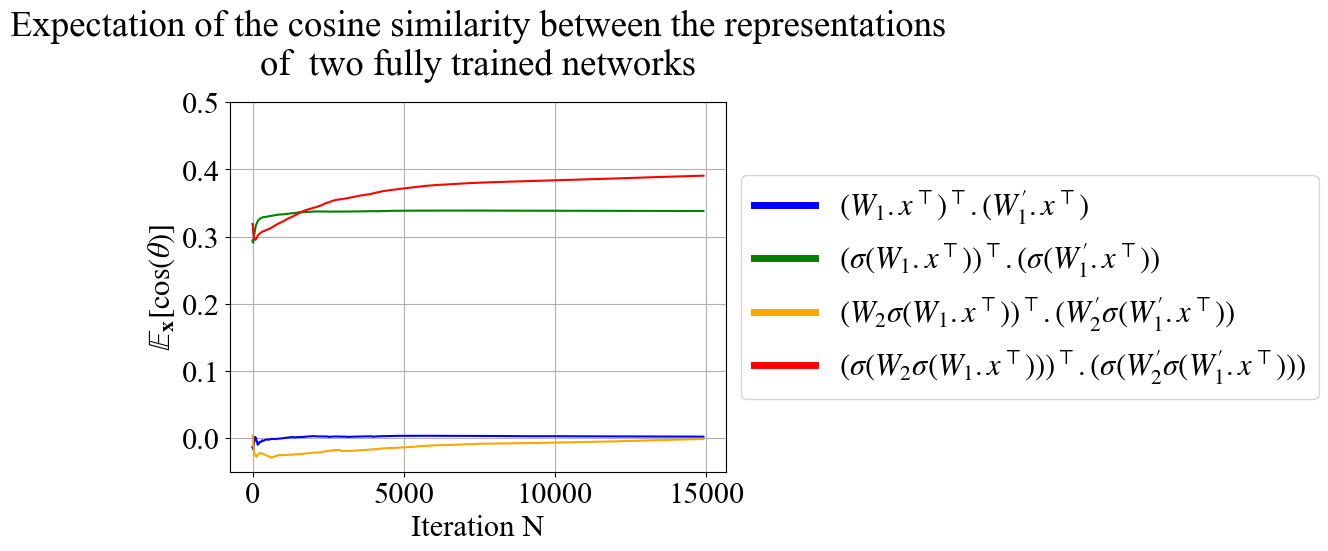 Expectation of the cosine similarity between the representations
of  two fully trained networks
0.5
0.4
0.3
0.2
0.1
0.0
𝔼ₓ[cos(θ)]
0 5000 10000 15000
Iteration N
(W₁.x⊤)⊤.(W₁′.x⊤)
(σ(W₁.x⊤))⊤.(σ(W₁′.x⊤))
(W₂σ(W₁.x⊤))⊤.(W₂′σ(W₁′.x⊤))
(σ(W₂σ(W₁.x⊤)))⊤.(σ(W₂′σ(W₁′.x⊤)))